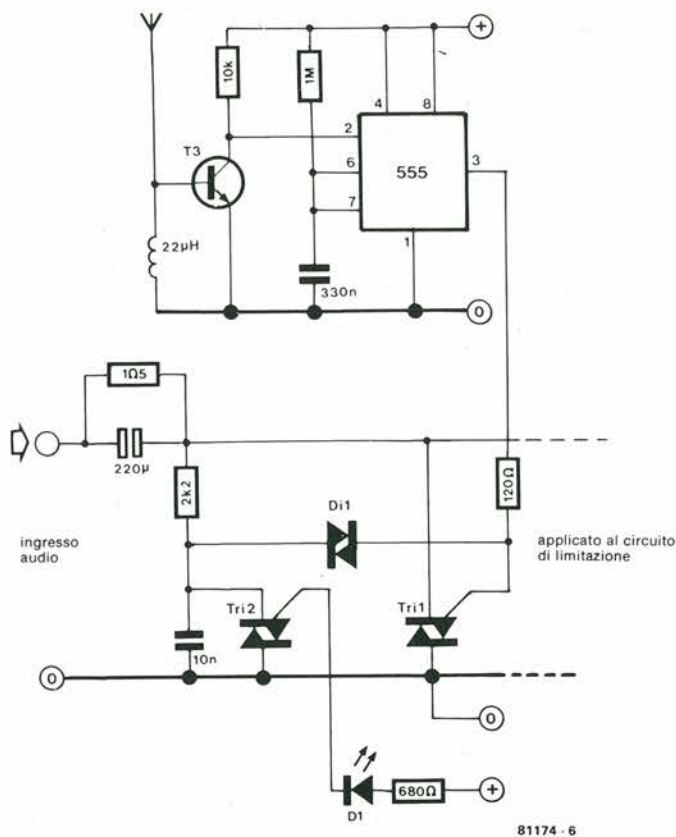 +
10k
1M
4
8
2
T3
6
555
3
7
22µH
1
330n
0
1Ω5
220µ
2k2
Di1
120Ω
ingresso
audio
applicato al circuito
di limitazione
Tri2
Tri1
10n
0
0
D1
680Ω
+
81174 - 6